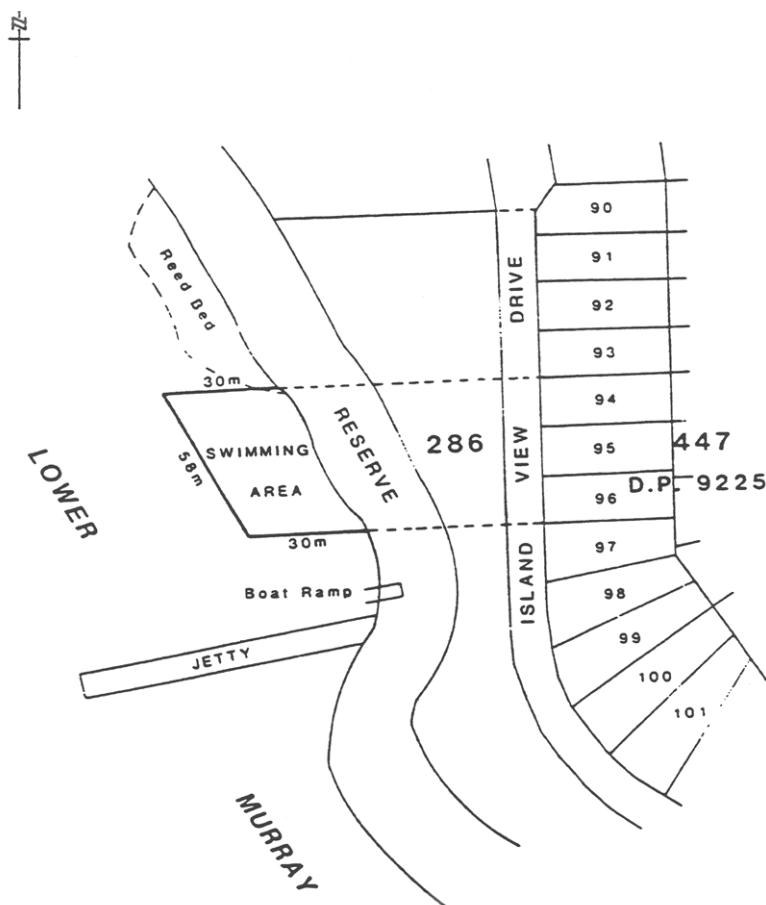 N
90
91
92
93
94
95
96
97
98
99
100
101
DRIVE
VIEW
ISLAND
Reed Bed
30m
58m
SWIMMING
AREA
30m
RESERVE
286
447
D.P. 9225
LOWER
Boat Ramp
JETTY
MURRAY